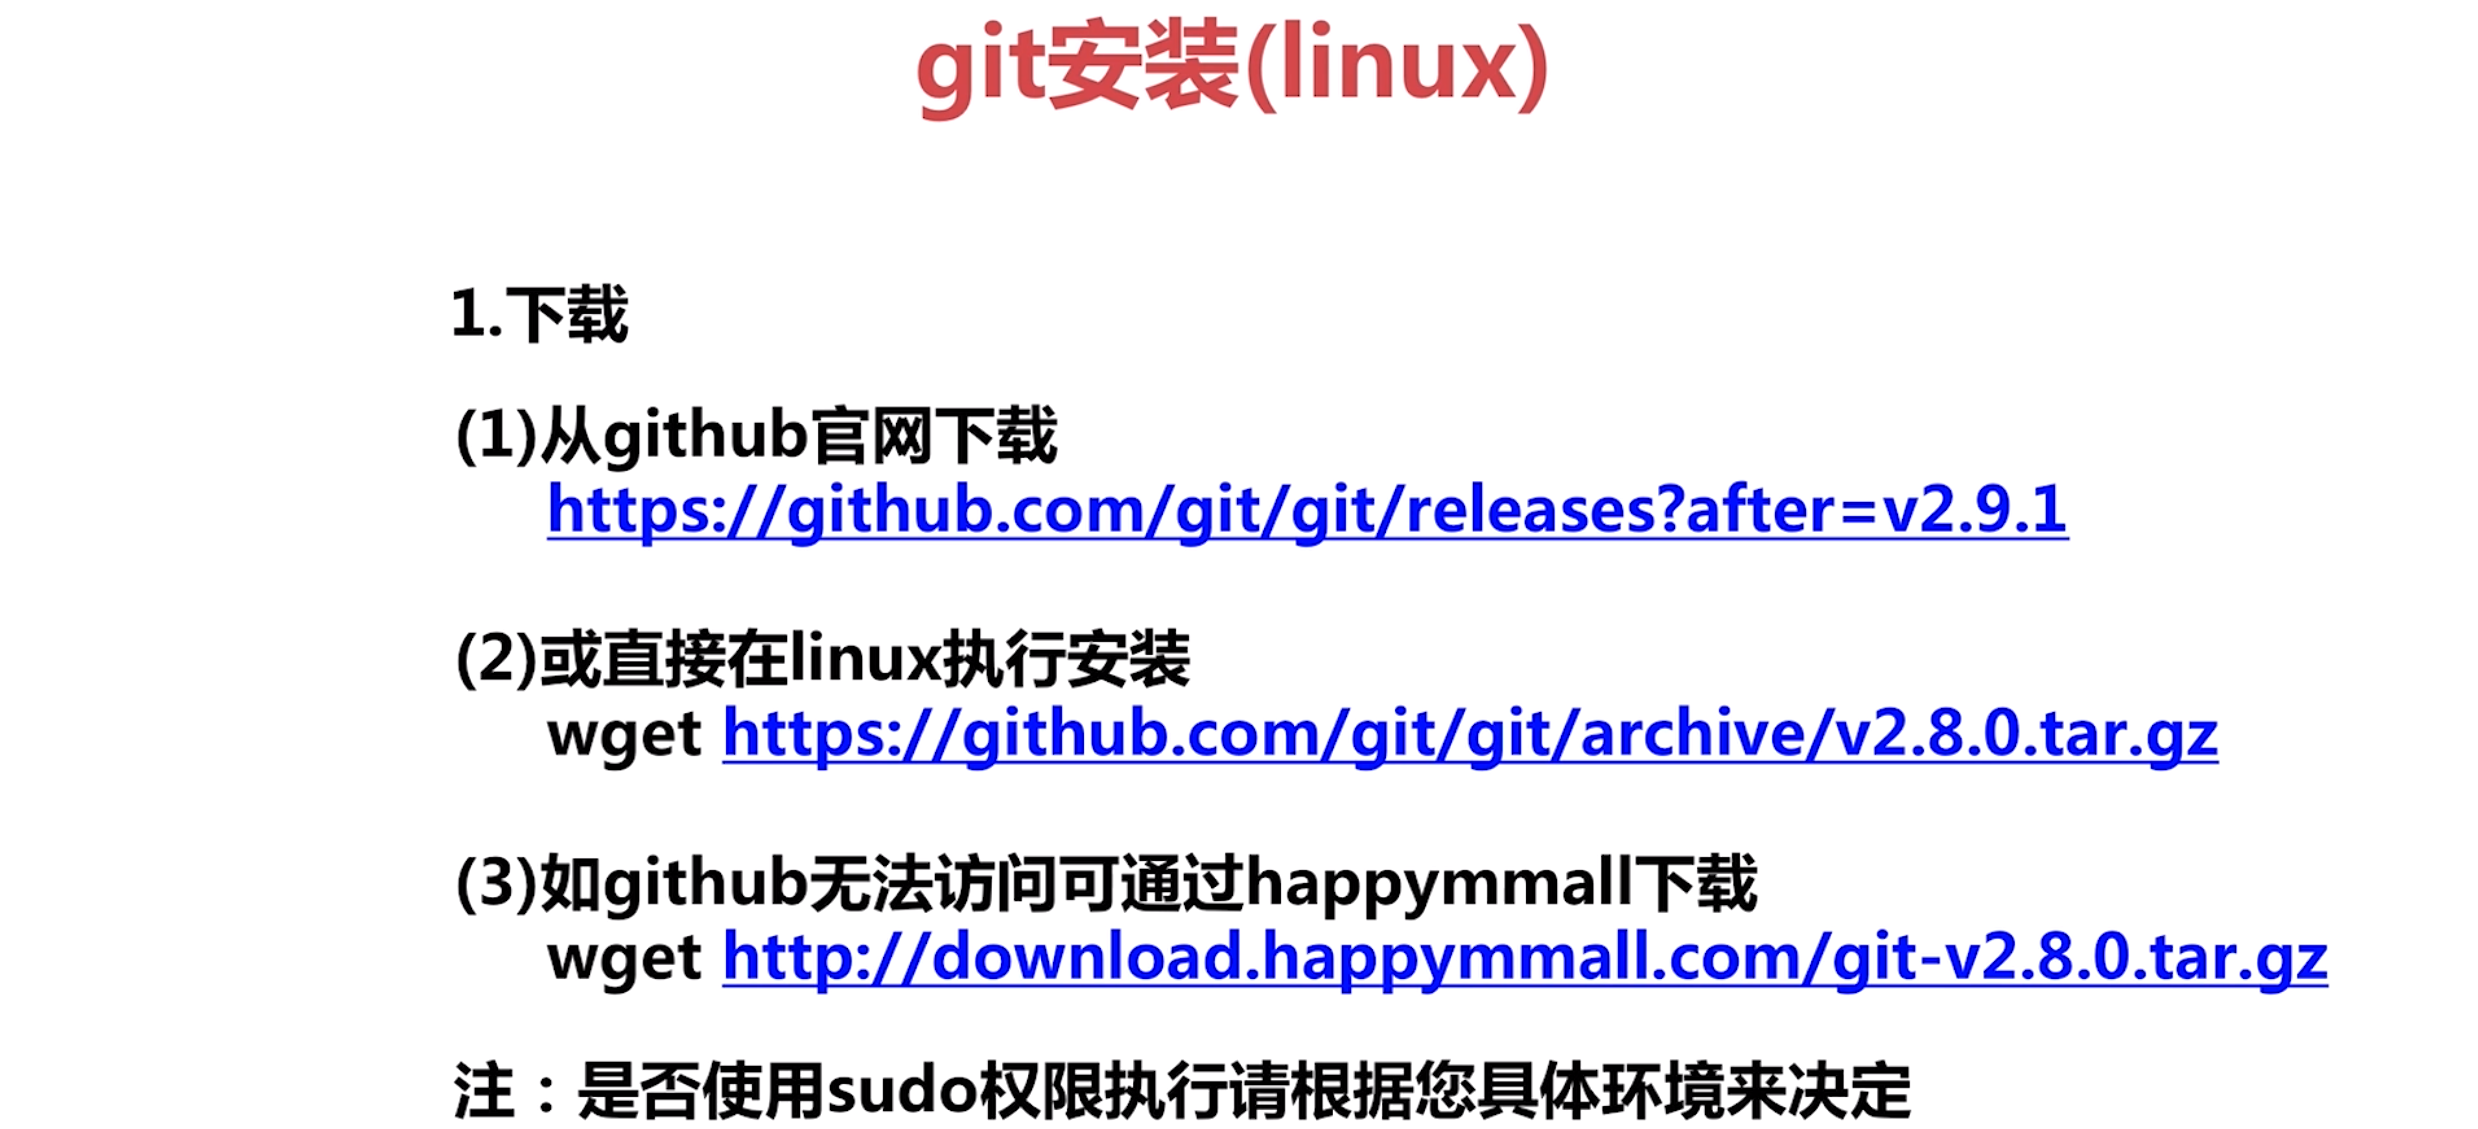 git安装(linux)
1.下载
(1)从github官网下载
https://github.com/git/git/releases?after=v2.9.1
(2)或直接在linux执行安装
wget https://github.com/git/git/archive/v2.8.0.tar.gz
(3)如github无法访问可通过happymmall下载
wget http://download.happymmall.com/git-v2.8.0.tar.gz
注：是否使用sudo权限执行请根据您具体环境来决定